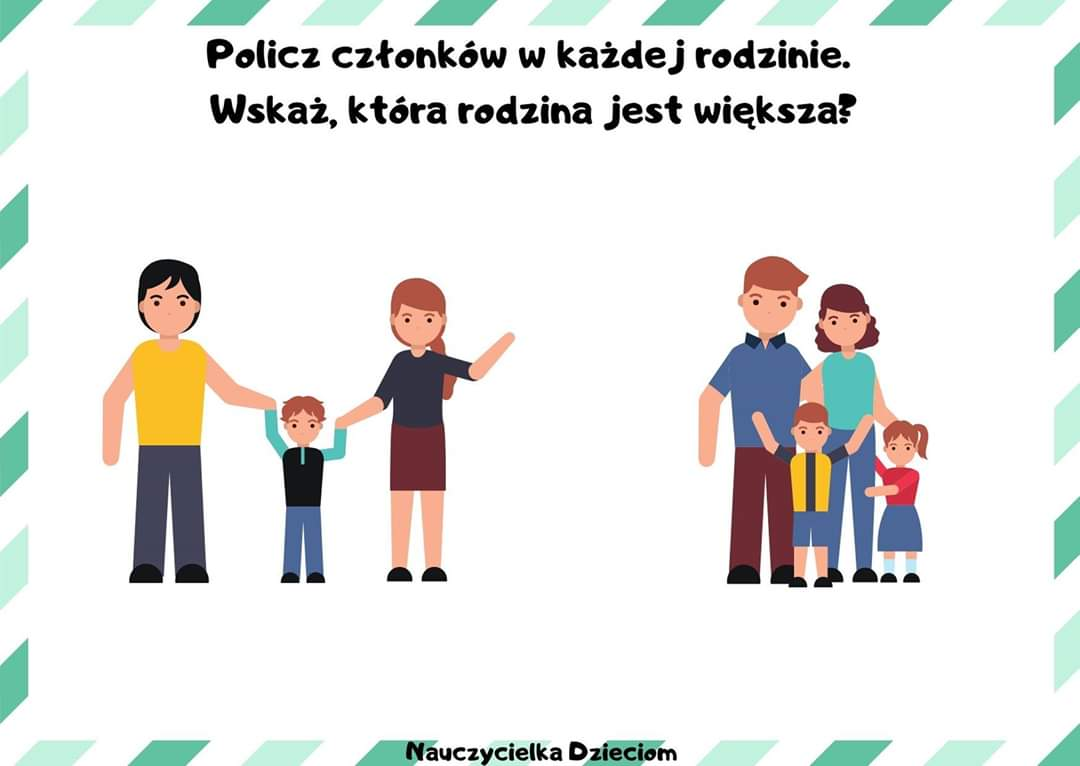 Policz członków w każdej rodzinie.
Wskaż, która rodzina jest większa?
Nauczycielka Dzieciom